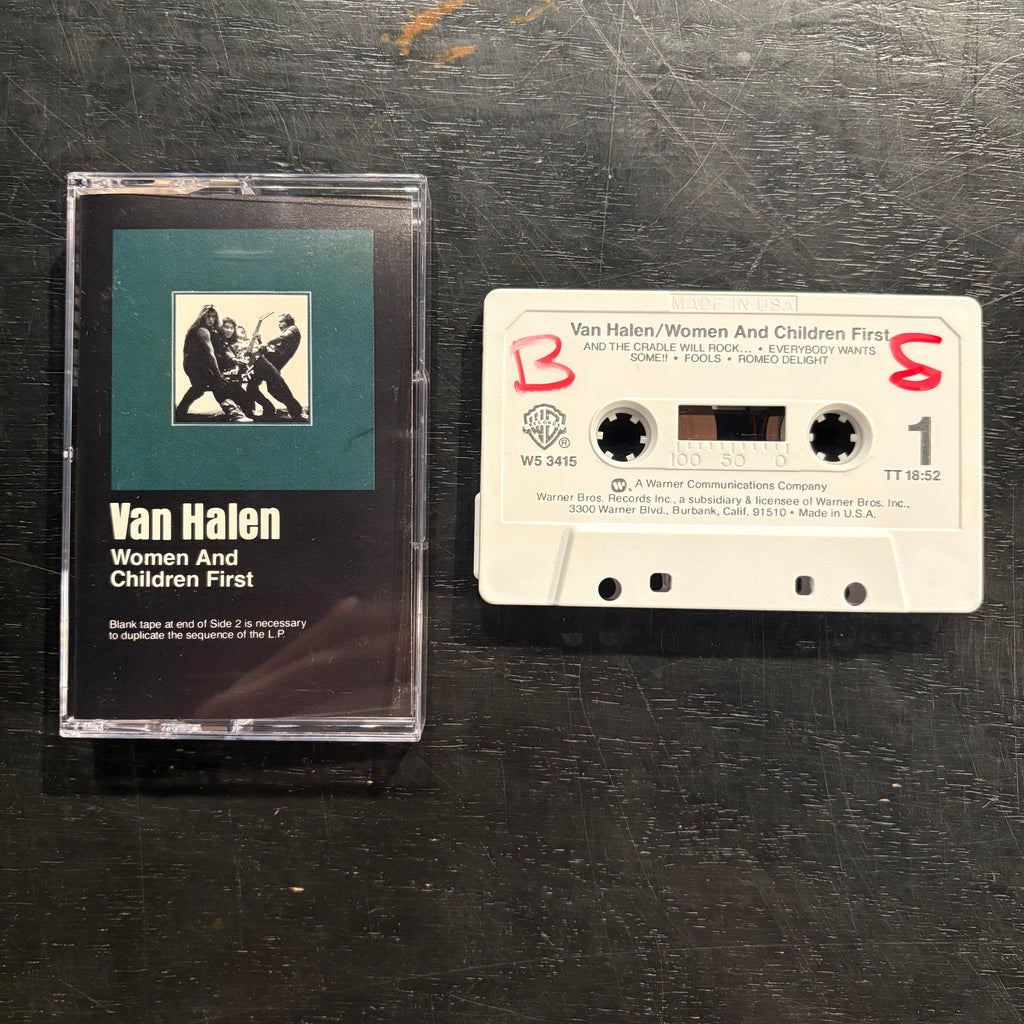 Van Halen
Women And
Children First
Blank tape at end of Side 2 is necessary
to duplicate the sequence of the L.P.
MADE IN USA
Van Halen/Women And Children First
AND THE CRADLE WILL ROCK... • EVERYBODY WANTS
SOME!! • FOOLS • ROMEO DELIGHT
B
S
RECORDS
®
W5 3415
100 50 0
1
TT 18:52
A Warner Communications Company
Warner Bros. Records Inc., a subsidiary & licensee of Warner Bros. Inc.,
3300 Warner Blvd., Burbank, Calif. 91510 • Made in U.S.A.